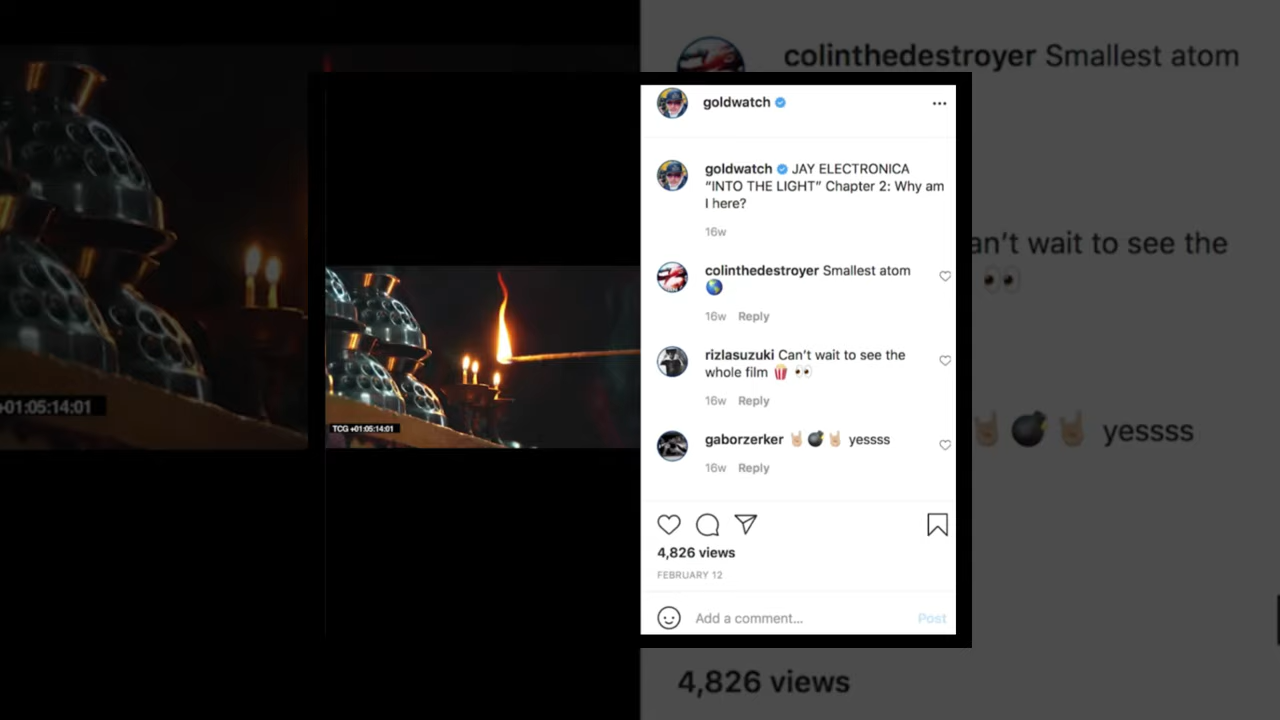 colinthedestroyer Smallest atom
goldwatch
goldwatch JAY ELECTRONICA
“INTO THE LIGHT” Chapter 2: Why am
I here?
16w
colinthedestroyer Smallest atom
🌎
16w Reply
rizlasuzuki Can’t wait to see the
whole film 🍿 👀
16w Reply
gaborzerker 🤘🏼 💣 🤘🏼 yessss
16w Reply
4,826 views
FEBRUARY 12
Add a comment... Post
TCG +01:05:14:01
+01:05:14:01
an’t wait to see the
👀
🤘🏼 💣 🤘🏼 yessss
4,826 views